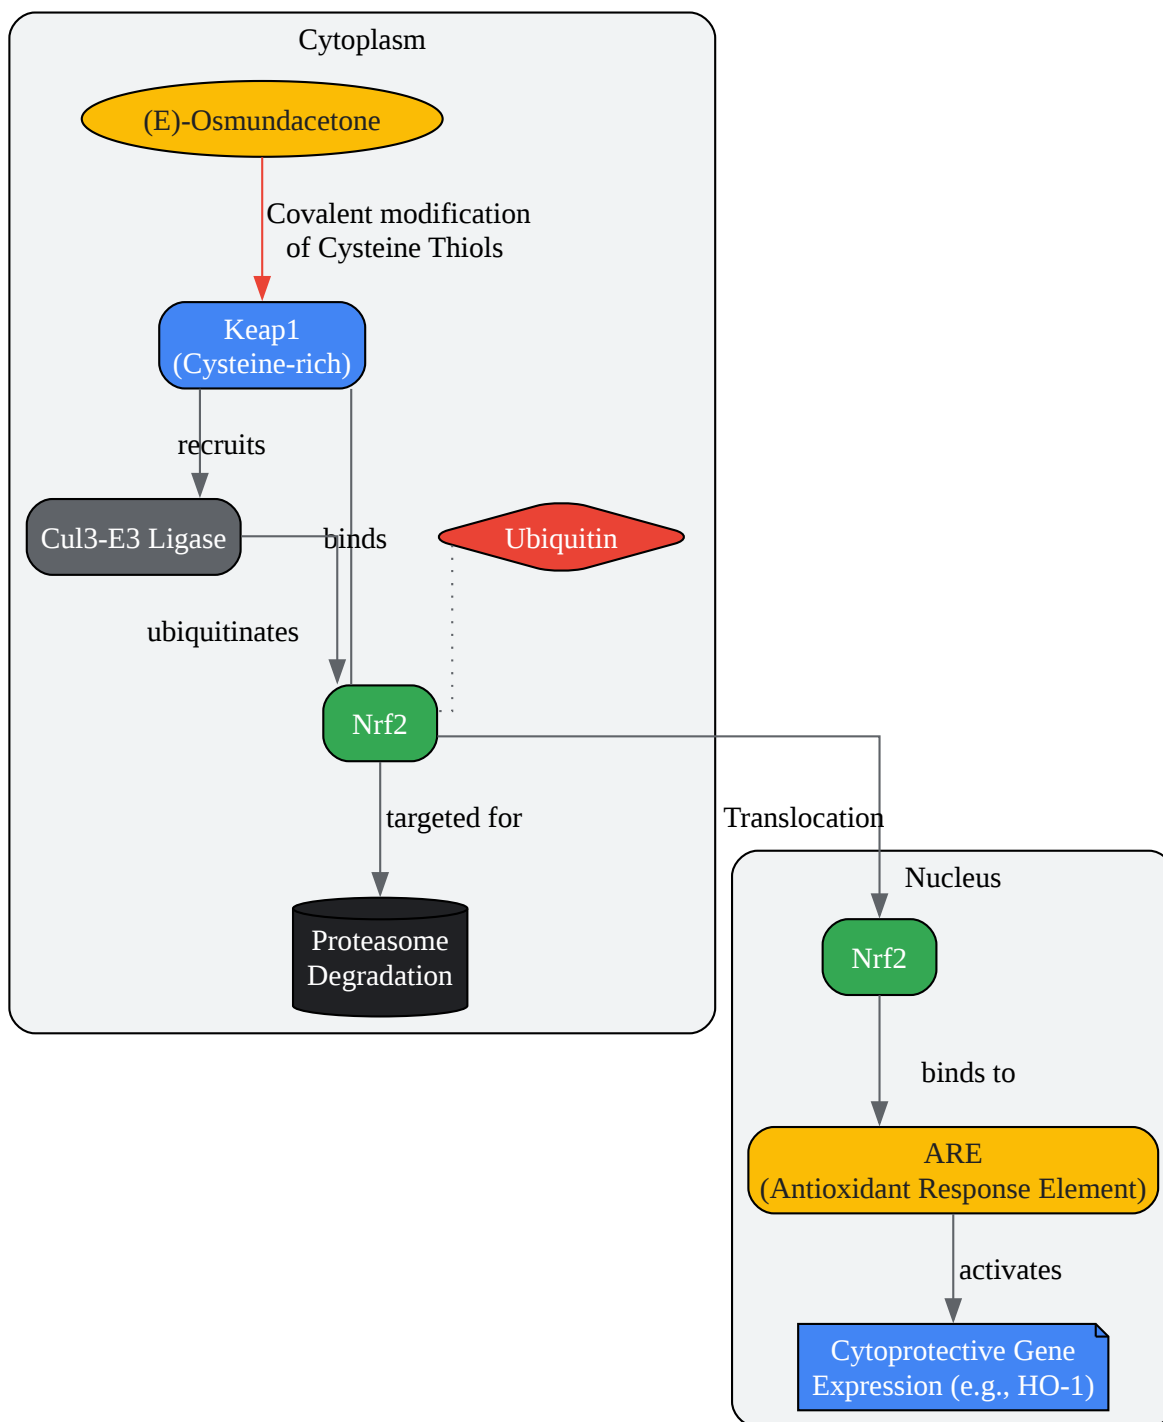 Cytoplasm
(E)-Osmundacetone
Covalent modification
of Cysteine Thiols
Keap1
(Cysteine-rich)
recruits
Cul3-E3 Ligase
binds
Ubiquitin
ubiquitinates
Nrf2
targeted for
Translocation
Proteasome
Degradation
Nucleus
Nrf2
binds to
ARE
(Antioxidant Response Element)
activates
Cytoprotective Gene
Expression (e.g., HO-1)